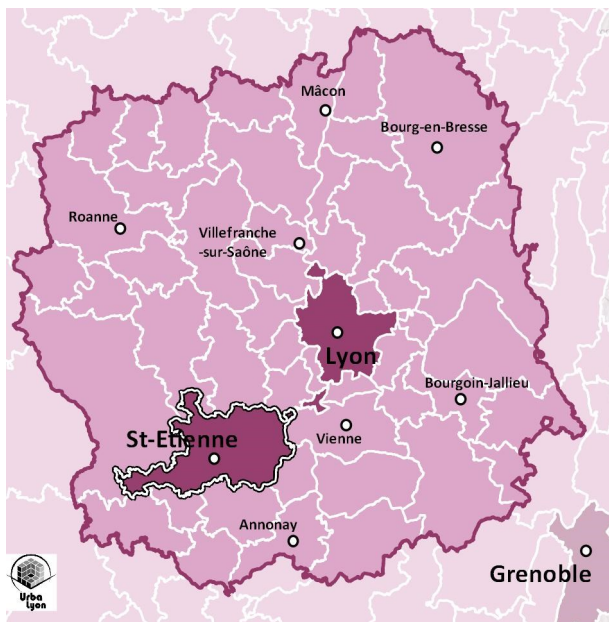 Mâcon
Bourg-en-Bresse
Roanne
Villefranche
-sur-Saône
Lyon
Bourgoin-Jallieu
St-Etienne
Vienne
Annonay
Grenoble
Urba
Lyon